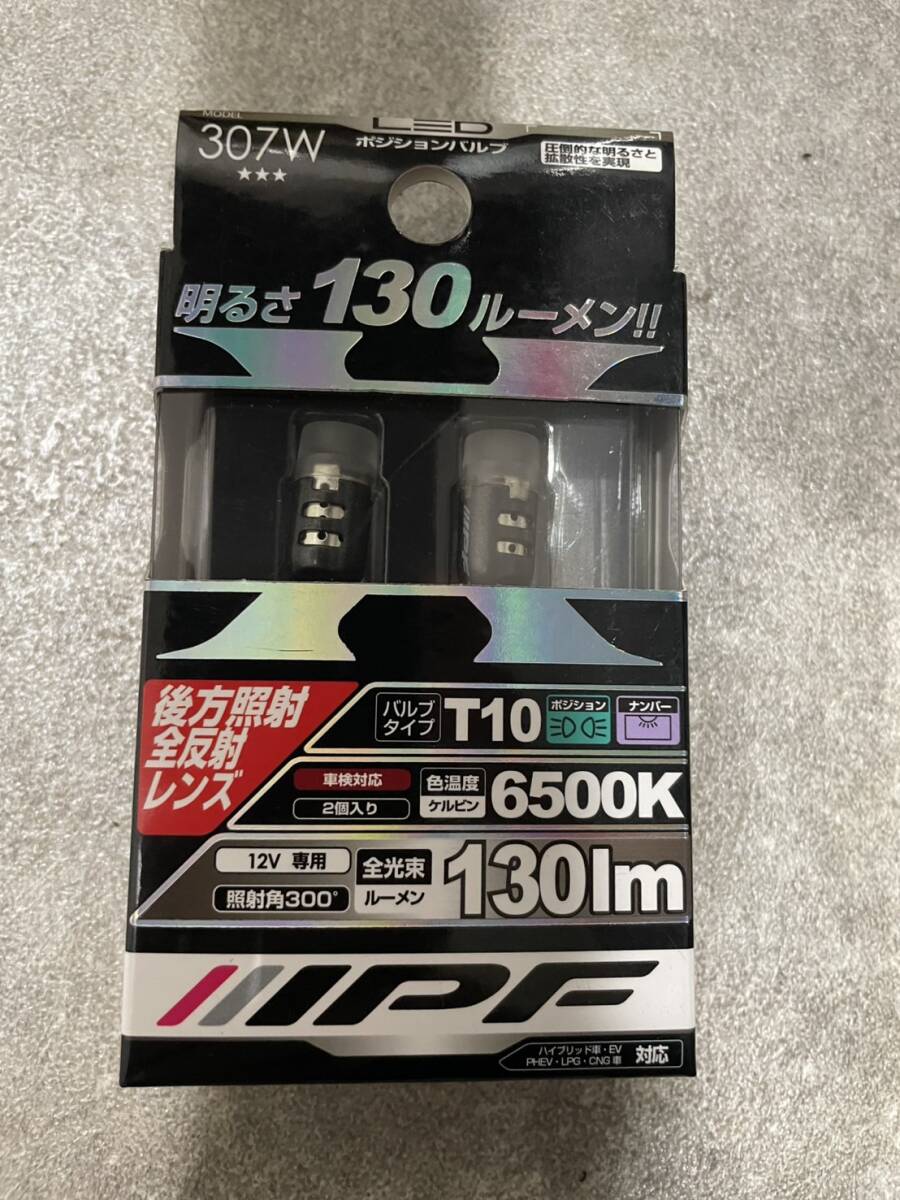 MODEL
307-W
★★★
LED
ポジションバルブ
圧倒的な明るさと
拡散性を実現
明るさ 130 ルーメン!!
後方照射
全反射
レンズ
バルブ
タイプ
T10
ポジション
ナンバー
車検対応
2個入り
色温度
ケルビン
6500K
12V 専用
照射角300°
全光束
ルーメン
130lm
IPF
ハイブリッド車・EV
PHEV・LPG・CNG車
対応